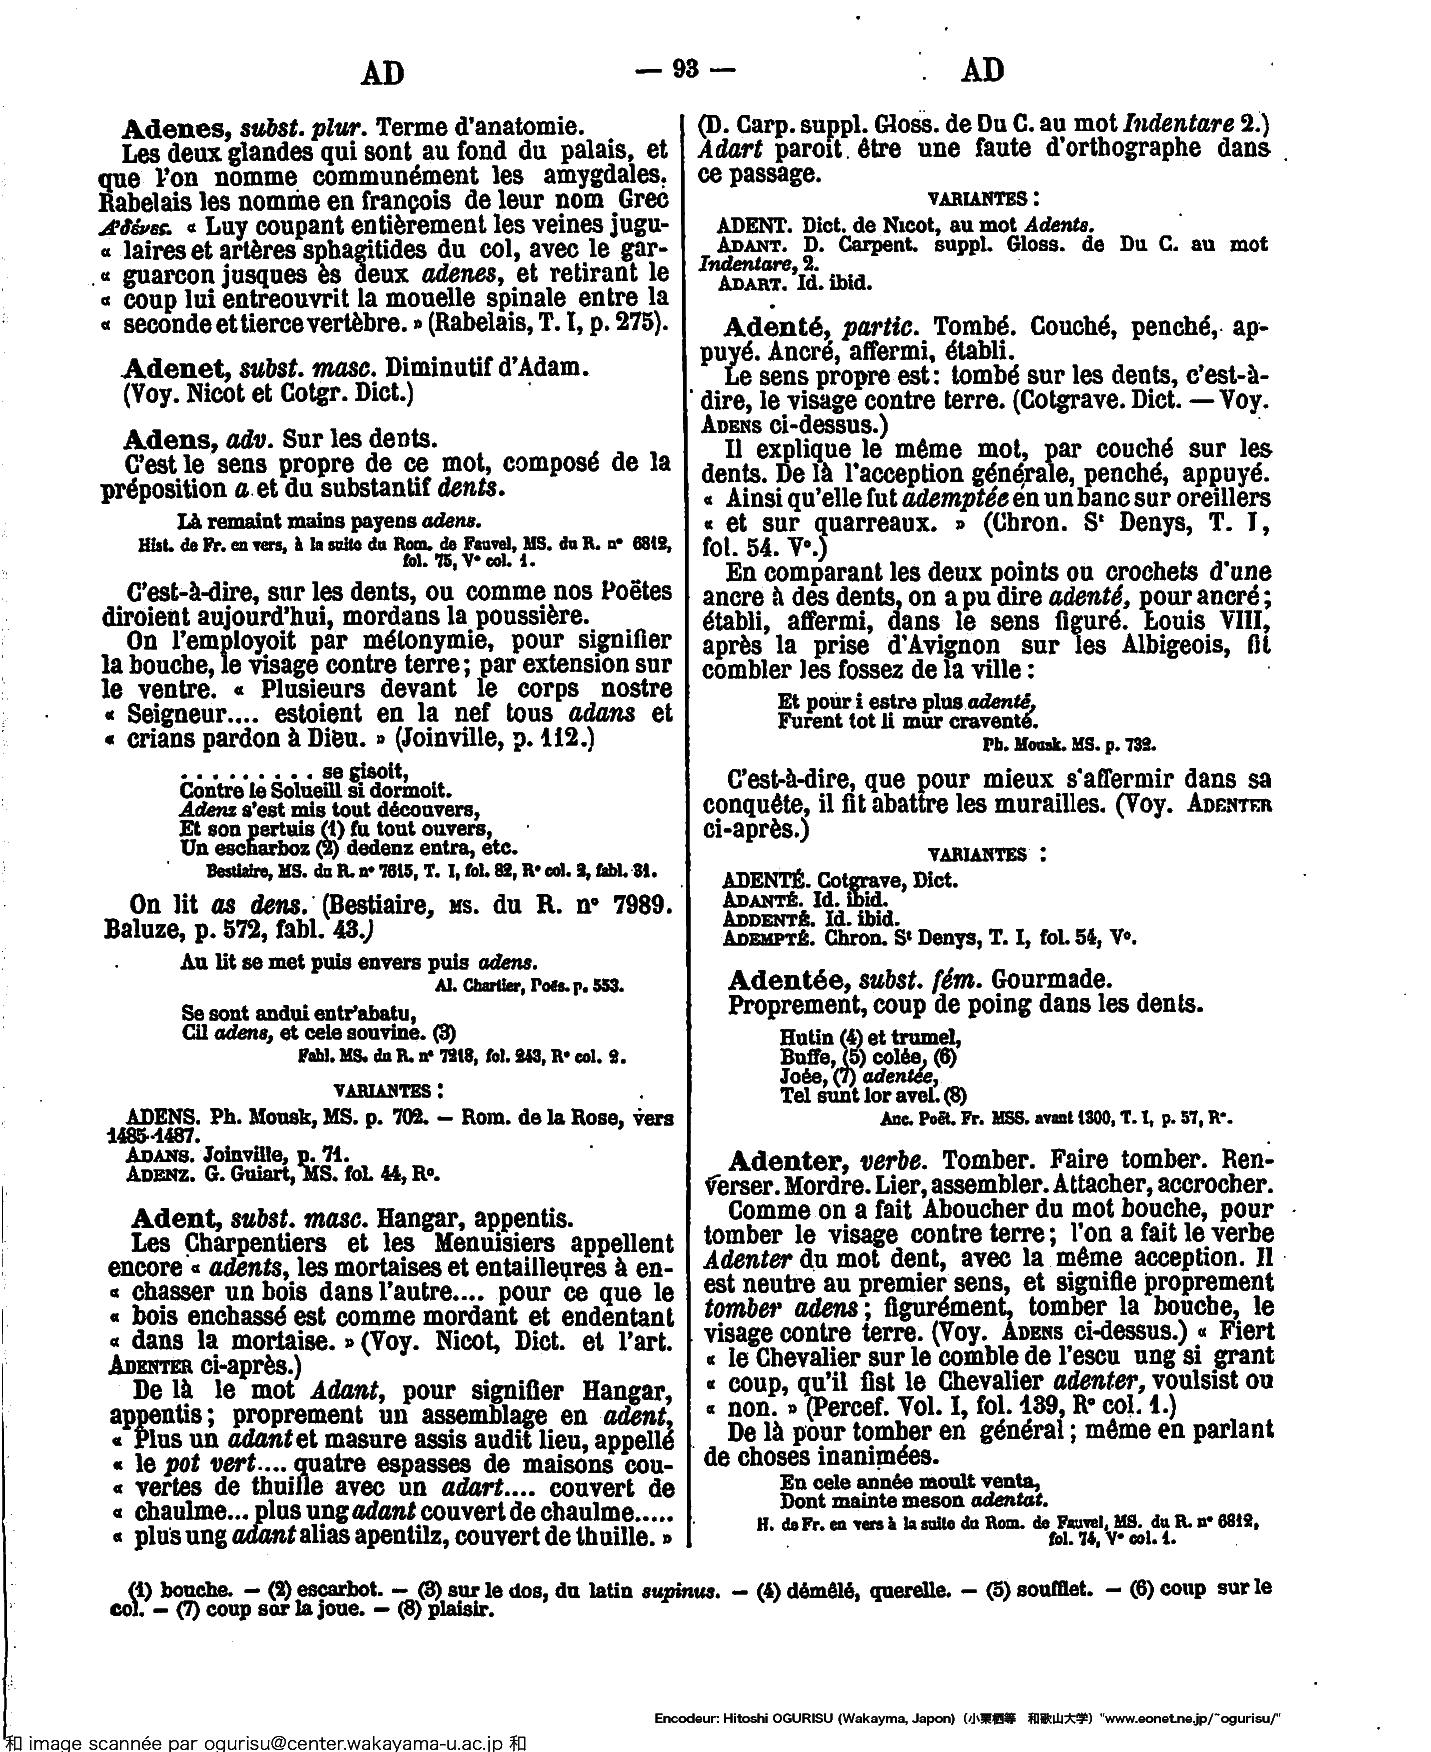 AD — 93 — AD
Adenes, subst. plur. Terme d'anatomie.
Les deux glandes qui sont au fond du palais, et
que l'on nomme communément les amygdales.
Rabelais les nomme en françois de leur nom Grec
Ἀδένες. « Luy coupant entièrement les veines jugu-
« laires et artères sphagitides du col, avec le gar-
« guarcon jusques ès deux adenes, et retirant le
« coup lui entreouvrit la mouelle spinale entre la
« seconde et tierce vertèbre. » (Rabelais, T. I, p. 275).
Adenet, subst. masc. Diminutif d'Adam.
(Voy. Nicot et Cotgr. Dict.)
Adens, adv. Sur les dents.
C'est le sens propre de ce mot, composé de la
préposition a et du substantif dents.
Là remaint mains payens adens.
Hist. de Fr. en vers, à la suite du Rom. de Fauvel, MS. du R. n° 6812,
fol. 75, V° col. 1.
C'est-à-dire, sur les dents, ou comme nos Poëtes
diroient aujourd'hui, mordans la poussière.
On l'employoit par métonymie, pour signifier
la bouche, le visage contre terre ; par extension sur
le ventre. « Plusieurs devant le corps nostre
« Seigneur.... estoient en la nef tous adans et
« crians pardon à Dieu. » (Joinville, p. 112.)
. . . . . . . . . se gisoit,
Contre le Solueill si dormoit.
Adenz s'est mis tout découvers,
Et son pertuis (1) fu tout ouvers,
Un escharboz (2) dedenz entra, etc.
Bestiaire, MS. du R. n° 7615, T. I, fol. 82, R° col. 2, fabl. 31.
On lit as dens. (Bestiaire, MS. du R. n° 7989.
Baluze, p. 572, fabl. 43.)
Au lit se met puis envers puis adens.
Al. Chartier, Poës. p. 553.
Se sont andui entr'abatu,
Cil adens, et cele souvine. (3)
Fabl. MS. du R. n° 7218, fol. 243, R° col. 2.
VARIANTES :
ADENS. Ph. Mousk, MS. p. 702. — Rom. de la Rose, vers
1485-1487.
ADANS. Joinville, p. 71.
ADENZ. G. Guiart, MS. fol. 44, R°.
Adent, subst. masc. Hangar, appentis.
Les Charpentiers et les Menuisiers appellent
encore « adents, les mortaises et entailleures à en-
« chasser un bois dans l'autre.... pour ce que le
« bois enchassé est comme mordant et endentant
« dans la mortaise. » (Voy. Nicot, Dict. et l'art.
ADENTER ci-après.)
De là le mot Adant, pour signifier Hangar,
appentis ; proprement un assemblage en adent,
« Plus un adant et masure assis audit lieu, appellé
« le pot vert.... quatre espasses de maisons cou-
« vertes de thuille avec un adart.... couvert de
« chaulme... plus ung adant couvert de chaulme.....
« plus ung adant alias apentilz, couvert de thuille. »
(D. Carp. suppl. Gloss. de Du C. au mot Indentare 2.)
Adart paroit être une faute d'orthographe dans
ce passage.
VARIANTES :
ADENT. Dict. de Nicot, au mot Adents.
ADANT. D. Carpent. suppl. Gloss. de Du C. au mot
Indentare, 2.
ADART. Id. ibid.
Adenté, partic. Tombé. Couché, penché, ap-
puyé. Ancré, affermi, établi.
Le sens propre est : tombé sur les dents, c'est-à-
dire, le visage contre terre. (Cotgrave. Dict. — Voy.
ADENS ci-dessus.)
Il explique le même mot, par couché sur les
dents. De là l'acception générale, penché, appuyé.
« Ainsi qu'elle fut ademptée en un banc sur oreillers
« et sur quarreaux. » (Chron. St Denys, T. I,
fol. 54. V°.)
En comparant les deux points ou crochets d'une
ancre à des dents, on a pu dire adenté, pour ancré ;
établi, affermi, dans le sens figuré. Louis VIII,
après la prise d'Avignon sur les Albigeois, fit
combler les fossez de la ville :
Et pour i estre plus adenté,
Furent tot li mur craventé.
Ph. Mousk. MS. p. 732.
C'est-à-dire, que pour mieux s'affermir dans sa
conquête, il fit abattre les murailles. (Voy. ADENTER
ci-après.)
VARIANTES :
ADENTÉ. Cotgrave, Dict.
ADANTÉ. Id. ibid.
ADDENTÉ. Id. ibid.
ADEMPTÉ. Chron. St Denys, T. I, fol. 54, V°.
Adentée, subst. fém. Gourmade.
Proprement, coup de poing dans les dents.
Hutin (4) et trumel,
Buffe, (5) colée, (6)
Joée, (7) adentée,
Tel sunt lor avel. (8)
Anc. Poët. Fr. MSS. avant 1300, T. I, p. 57, R°.
Adenter, verbe. Tomber. Faire tomber. Ren-
verser. Mordre. Lier, assembler. Attacher, accrocher.
Comme on a fait Aboucher du mot bouche, pour
tomber le visage contre terre ; l'on a fait le verbe
Adenter du mot dent, avec la même acception. Il
est neutre au premier sens, et signifie proprement
tomber adens ; figurément, tomber la bouche, le
visage contre terre. (Voy. ADENS ci-dessus.) « Fiert
« le Chevalier sur le comble de l'escu ung si grant
« coup, qu'il fist le Chevalier adenter, voulsist ou
« non. » (Percef. Vol. I, fol. 139, R° col. 1.)
De là pour tomber en général ; même en parlant
de choses inanimées.
En cele année moult venta,
Dont mainte meson adentat.
H. de Fr. en vers à la suite du Rom. de Fauvel, MS. du R. n° 6812,
fol. 74, V° col. 1.
(1) bouche. — (2) escarbot. — (3) sur le dos, du latin supinus. — (4) démêlé, querelle. — (5) soufflet. — (6) coup sur le
col. — (7) coup sur la joue. — (8) plaisir.
Encodeur: Hitoshi OGURISU (Wakayma, Japon) (小栗栖等 和歌山大学) "www.eonet.ne.jp/~ogurisu/"
和 image scannée par ogurisu@center.wakayama-u.ac.jp 和